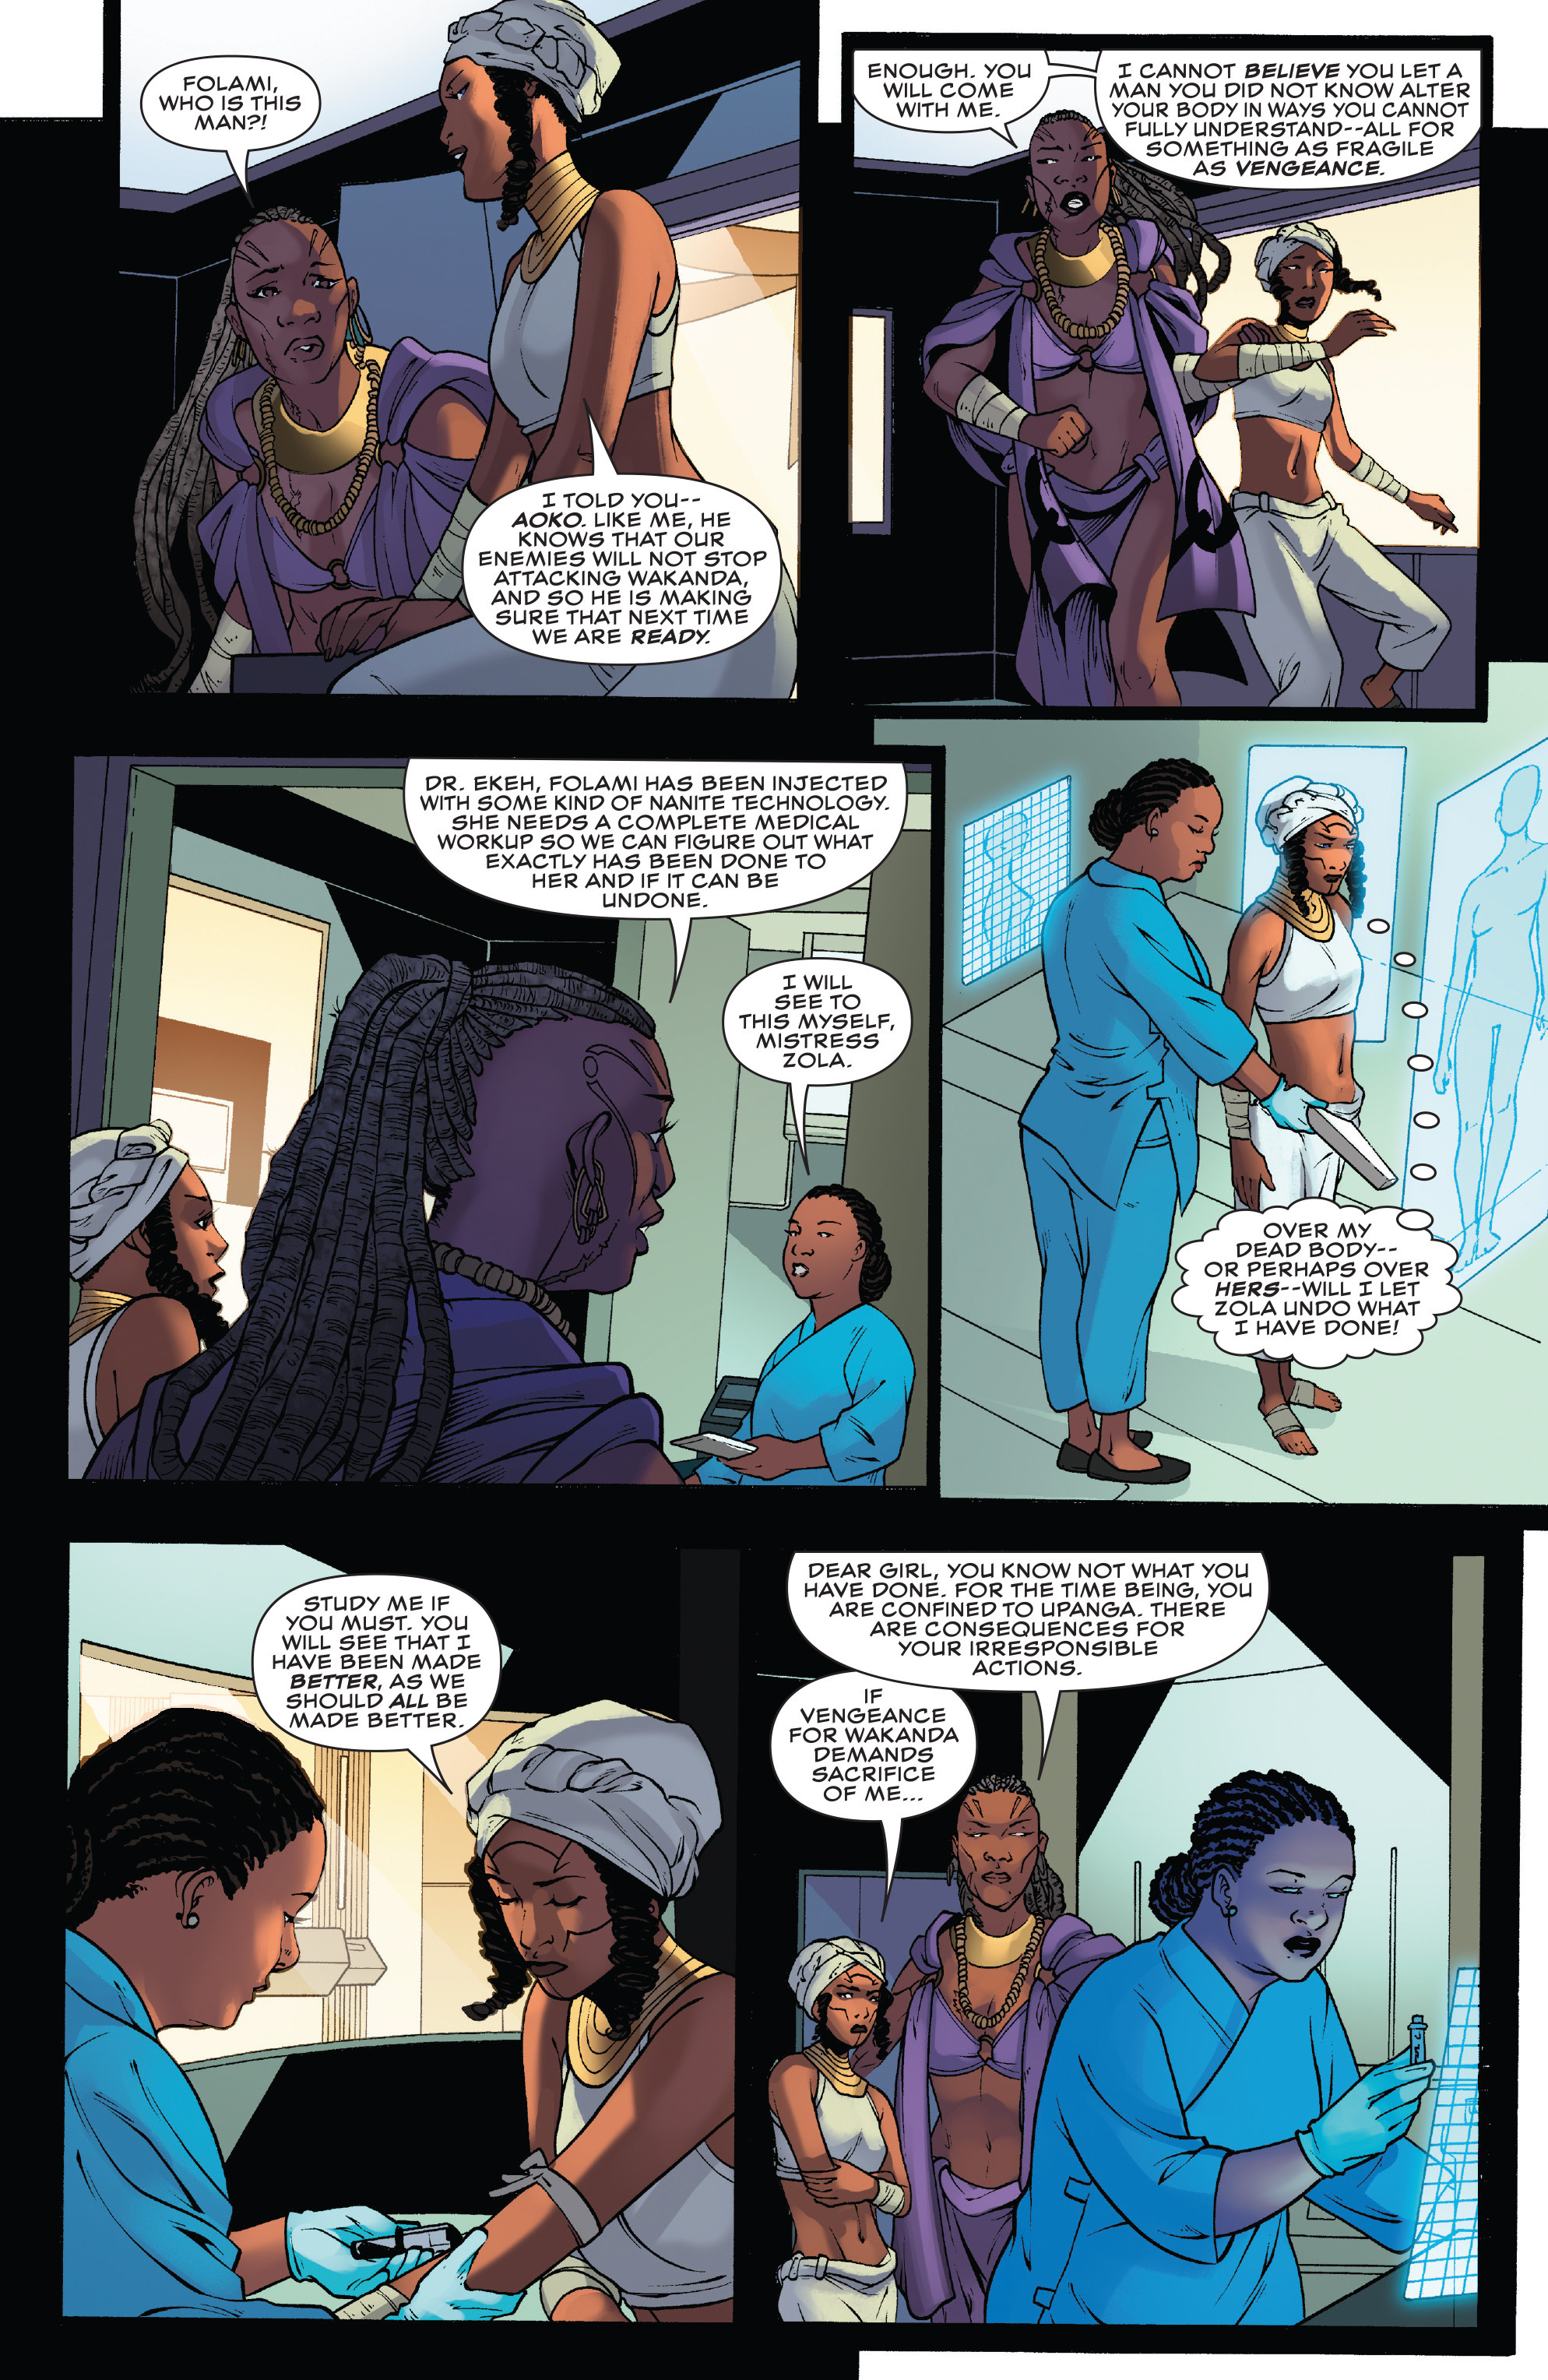 FOLAMI,
WHO IS THIS
MAN?!
I TOLD YOU--
AOKO. LIKE ME, HE
KNOWS THAT OUR
ENEMIES WILL NOT STOP
ATTACKING WAKANDA,
AND SO HE IS MAKING
SURE THAT NEXT TIME
WE ARE READY.
ENOUGH. YOU
WILL COME
WITH ME.
I CANNOT BELIEVE YOU LET A
MAN YOU DID NOT KNOW ALTER
YOUR BODY IN WAYS YOU CANNOT
FULLY UNDERSTAND--ALL FOR
SOMETHING AS FRAGILE
AS VENGEANCE.
DR. EKEH, FOLAMI HAS BEEN INJECTED
WITH SOME KIND OF NANITE TECHNOLOGY.
SHE NEEDS A COMPLETE MEDICAL
WORKUP SO WE CAN FIGURE OUT WHAT
EXACTLY HAS BEEN DONE TO
HER AND IF IT CAN BE
UNDONE.
I WILL
SEE TO
THIS MYSELF,
MISTRESS
ZOLA.
OVER MY
DEAD BODY--
OR PERHAPS OVER
HERS--WILL I LET
ZOLA UNDO WHAT
I HAVE DONE!
STUDY ME IF
YOU MUST. YOU
WILL SEE THAT I
HAVE BEEN MADE
BETTER, AS WE
SHOULD ALL BE
MADE BETTER.
DEAR GIRL, YOU KNOW NOT WHAT YOU
HAVE DONE. FOR THE TIME BEING, YOU
ARE CONFINED TO UPANGA. THERE
ARE CONSEQUENCES FOR
YOUR IRRESPONSIBLE
ACTIONS.
IF
VENGEANCE
FOR WAKANDA
DEMANDS
SACRIFICE
OF ME...